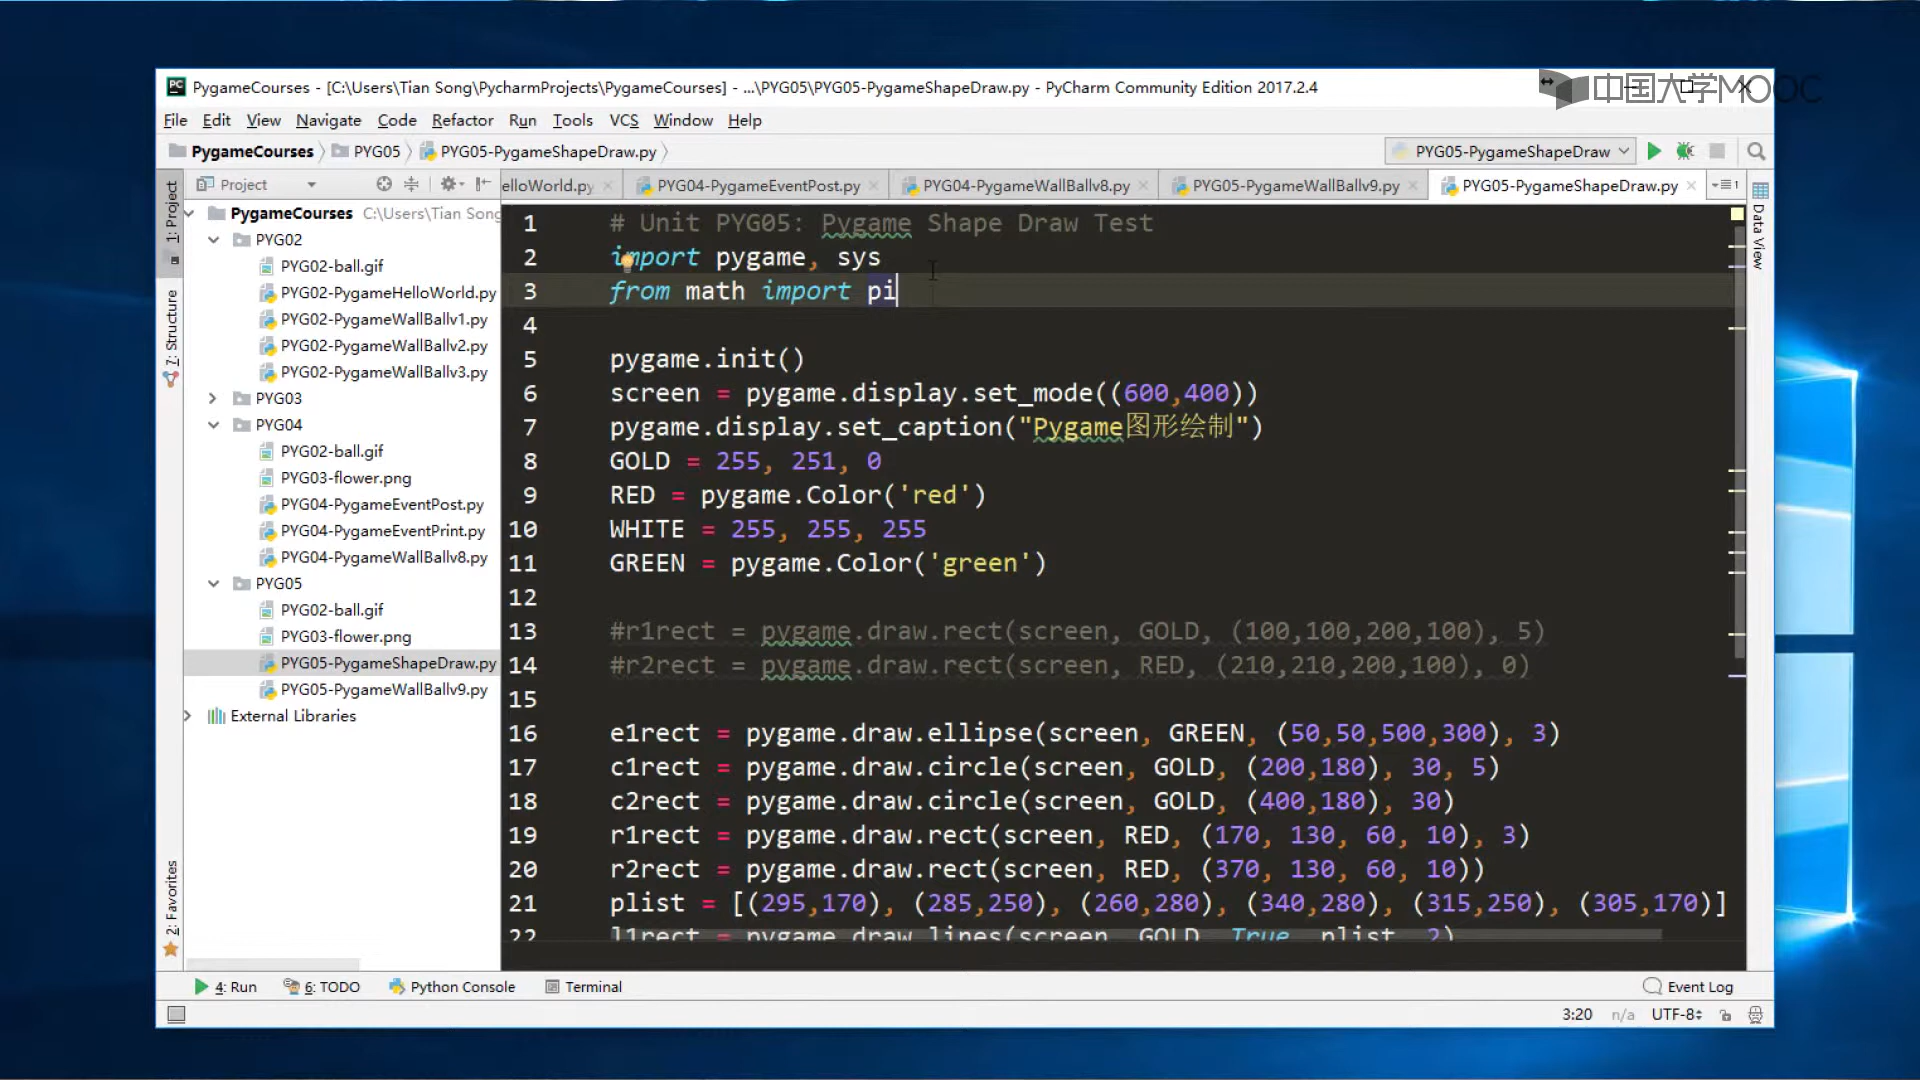 中国大学MOOC
PygameCourses - [C:\Users\Tian Song\PycharmProjects\PygameCourses] - ...\PYG05\PYG05-PygameShapeDraw.py - PyCharm Community Edition 2017.2.4
File Edit View Navigate Code Refactor Run Tools VCS Window Help
PygameCourses PYG05 PYG05-PygameShapeDraw.py
PYG05-PygameShapeDraw
Project
elloWorld.py PYG04-PygameEventPost.py PYG04-PygameWallBallv8.py PYG05-PygameWallBallv9.py PYG05-PygameShapeDraw.py
1
1: Project
7: Structure
2: Favorites
Data View
PygameCourses C:\Users\Tian Song
PYG02
PYG02-ball.gif
PYG02-PygameHelloWorld.py
PYG02-PygameWallBallv1.py
PYG02-PygameWallBallv2.py
PYG02-PygameWallBallv3.py
PYG03
PYG04
PYG02-ball.gif
PYG03-flower.png
PYG04-PygameEventPost.py
PYG04-PygameEventPrint.py
PYG04-PygameWallBallv8.py
PYG05
PYG02-ball.gif
PYG03-flower.png
PYG05-PygameShapeDraw.py
PYG05-PygameWallBallv9.py
External Libraries
1 # Unit PYG05: Pygame Shape Draw Test
2 import pygame, sys
3 from math import pi
4
5 pygame.init()
6 screen = pygame.display.set_mode((600,400))
7 pygame.display.set_caption("Pygame图形绘制")
8 GOLD = 255, 251, 0
9 RED = pygame.Color('red')
10 WHITE = 255, 255, 255
11 GREEN = pygame.Color('green')
12
13 #r1rect = pygame.draw.rect(screen, GOLD, (100,100,200,100), 5)
14 #r2rect = pygame.draw.rect(screen, RED, (210,210,200,100), 0)
15
16 e1rect = pygame.draw.ellipse(screen, GREEN, (50,50,500,300), 3)
17 c1rect = pygame.draw.circle(screen, GOLD, (200,180), 30, 5)
18 c2rect = pygame.draw.circle(screen, GOLD, (400,180), 30)
19 r1rect = pygame.draw.rect(screen, RED, (170, 130, 60, 10), 3)
20 r2rect = pygame.draw.rect(screen, RED, (370, 130, 60, 10))
21 plist = [(295,170), (285,250), (260,280), (340,280), (315,250), (305,170)]
22 l1rect = pygame.draw.lines(screen, GOLD, True, plist, 2)
4: Run 6: TODO Python Console Terminal Event Log
3:20 n/a UTF-8